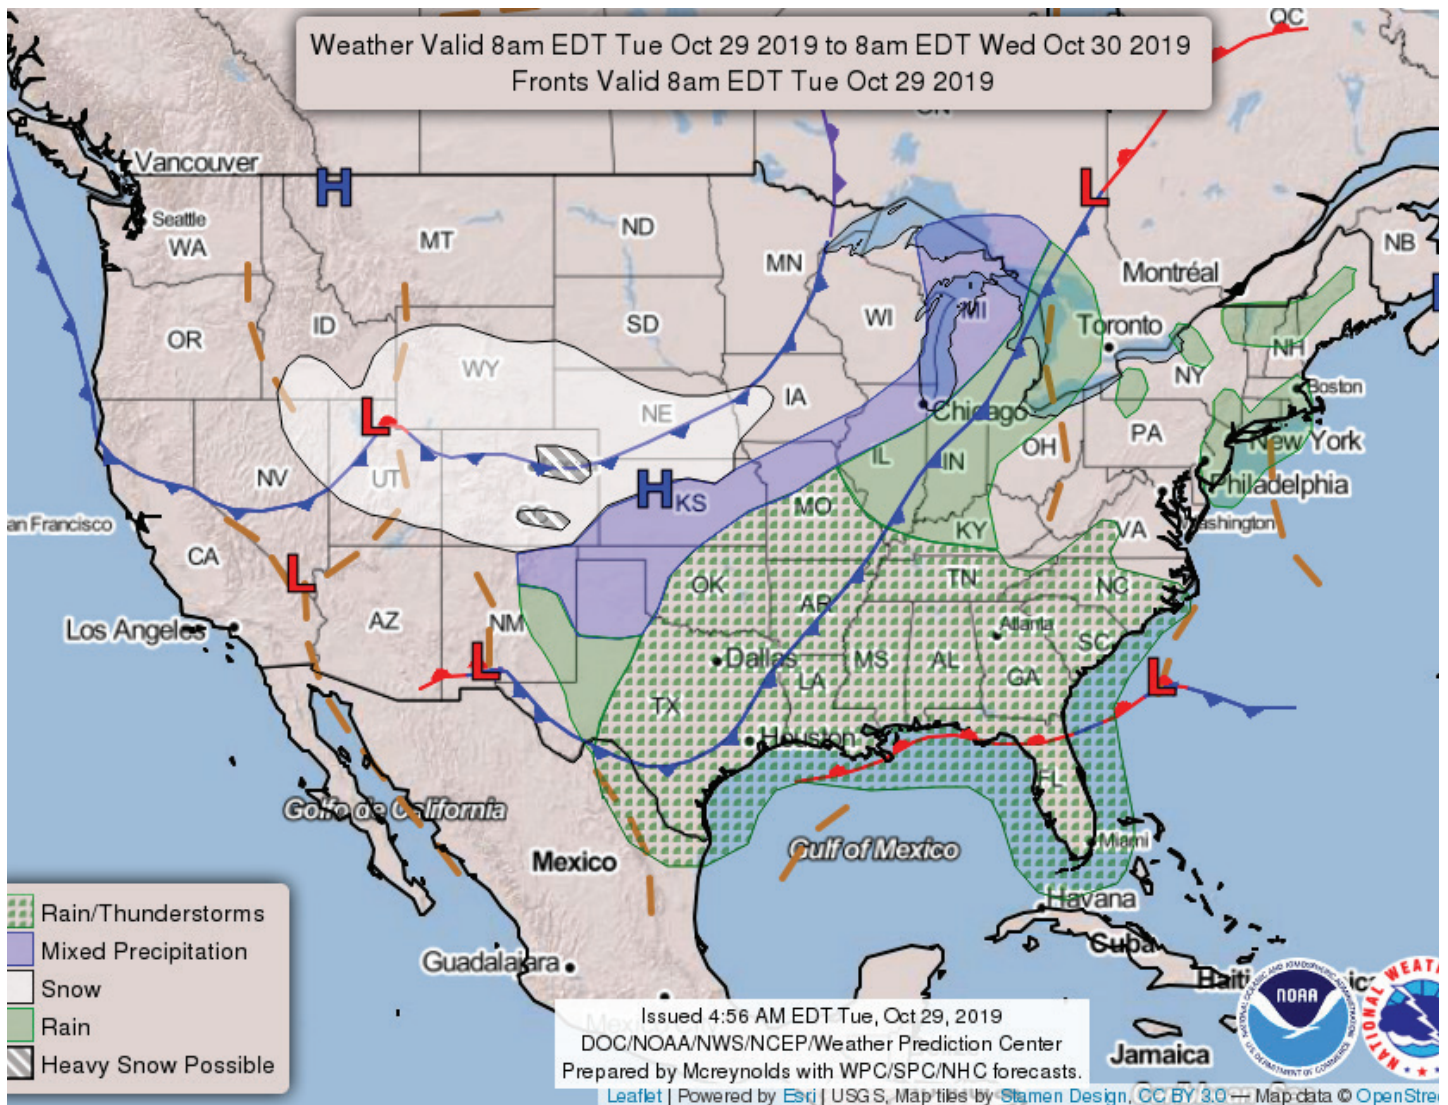 Weather Valid 8am EDT Tue Oct 29 2019 to 8am EDT Wed Oct 30 2019
Fronts Valid 8am EDT Tue Oct 29 2019
QC
Vancouver
H
L
Seattle
WA
MT
ND
MN
NB
Montréal
OR
ID
SD
WI
MI
Toronto
WY
NH
NY
L
NE
IA
Chicago
Boston
PA
New York
NV
UT
IL
IN
OH
H
KS
Philadelphia
MO
an Francisco
KY
VA
Washington
CA
L
OK
TN
NC
AR
Los Angeles
AZ
NM
Atlanta
SC
L
Dallas
MS
AL
GA
LA
L
TX
Houston
FL
Golfo de California
Miami
Mexico
Gulf of Mexico
Havana
Cuba
Guadalajara
Haiti
Mexico City
Jamaica
Rain/Thunderstorms
Mixed Precipitation
Snow
Rain
Heavy Snow Possible
Issued 4:56 AM EDT Tue, Oct 29, 2019
DOC/NOAA/NWS/NCEP/Weather Prediction Center
Prepared by Mcreynolds with WPC/SPC/NHC forecasts.
NOAA
NATIONAL WEATH
Leaflet | Powered by Esri | USGS, Map tiles by Stamen Design, CC BY 3.0 — Map data © OpenStree